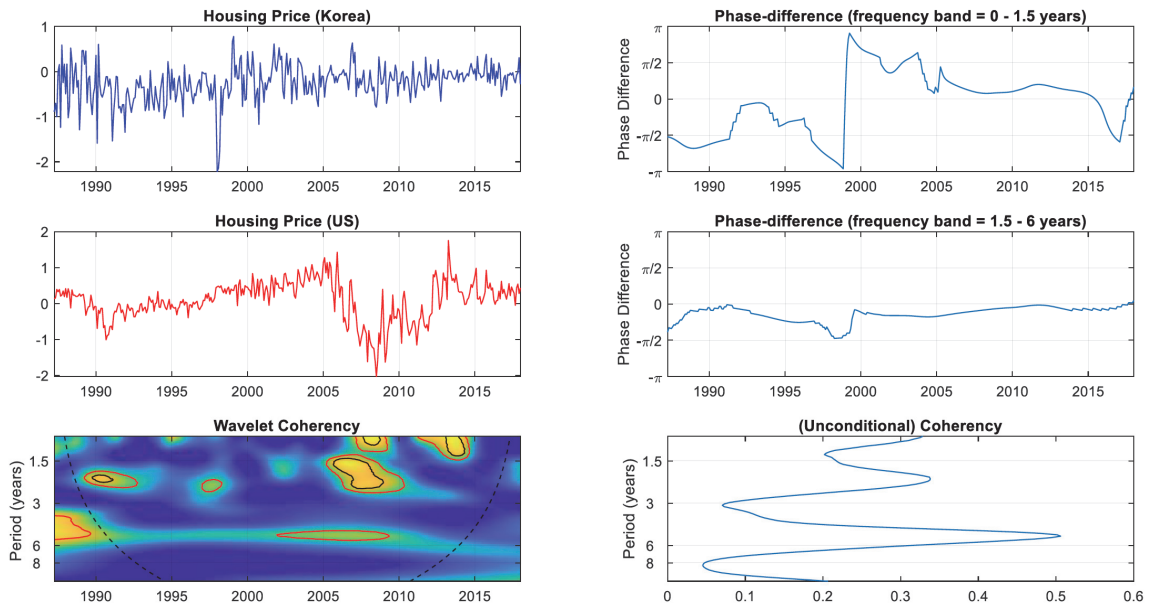 Housing Price (Korea)
1
0
-1
-2
1990 1995 2000 2005 2010 2015
Phase-difference (frequency band = 0 - 1.5 years)
Phase Difference
π
π/2
0
-π/2
-π
1990 1995 2000 2005 2010 2015
Housing Price (US)
2
1
0
-1
-2
1990 1995 2000 2005 2010 2015
Phase-difference (frequency band = 1.5 - 6 years)
Phase Difference
π
π/2
0
-π/2
-π
1990 1995 2000 2005 2010 2015
Wavelet Coherency
Period (years)
1.5
3
6
8
1990 1995 2000 2005 2010 2015
(Unconditional) Coherency
Period (years)
1.5
3
6
8
0 0.1 0.2 0.3 0.4 0.5 0.6